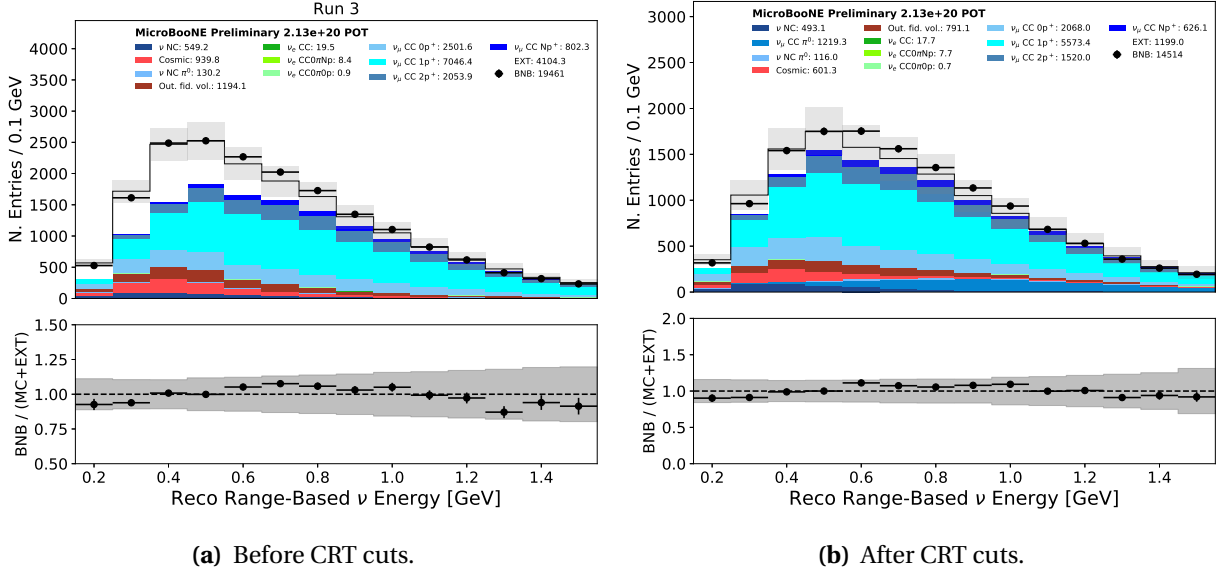 Run 3
MicroBooNE Preliminary 2.13e+20 POT
ν NC: 549.2
Cosmic: 939.8
ν NC π⁰: 130.2
Out. fid. vol.: 1194.1
νe CC: 19.5
νe CC0πNp: 8.4
νe CC0π0p: 0.9
νμ CC 0p⁺: 2501.6
νμ CC 1p⁺: 7046.4
νμ CC 2p⁺: 2053.9
νμ CC Np⁺: 802.3
EXT: 4104.3
BNB: 19461
N. Entries / 0.1 GeV
4000
3500
3000
2500
2000
1500
1000
500
0
BNB / (MC+EXT)
1.50
1.25
1.00
0.75
0.50
0.2 0.4 0.6 0.8 1.0 1.2 1.4
Reco Range-Based ν Energy [GeV]
(a) Before CRT cuts.
MicroBooNE Preliminary 2.13e+20 POT
ν NC: 493.1
νμ CC π⁰: 1219.3
ν NC π⁰: 116.0
Cosmic: 601.3
Out. fid. vol.: 791.1
νe CC: 17.7
νe CC0πNp: 7.7
νe CC0π0p: 0.7
νμ CC 0p⁺: 2068.0
νμ CC 1p⁺: 5573.4
νμ CC 2p⁺: 1520.0
νμ CC Np⁺: 626.1
EXT: 1199.0
BNB: 14514
N. Entries / 0.1 GeV
3000
2500
2000
1500
1000
500
0
BNB / (MC+EXT)
2.0
1.5
1.0
0.5
0.0
0.2 0.4 0.6 0.8 1.0 1.2 1.4
Reco Range-Based ν Energy [GeV]
(b) After CRT cuts.